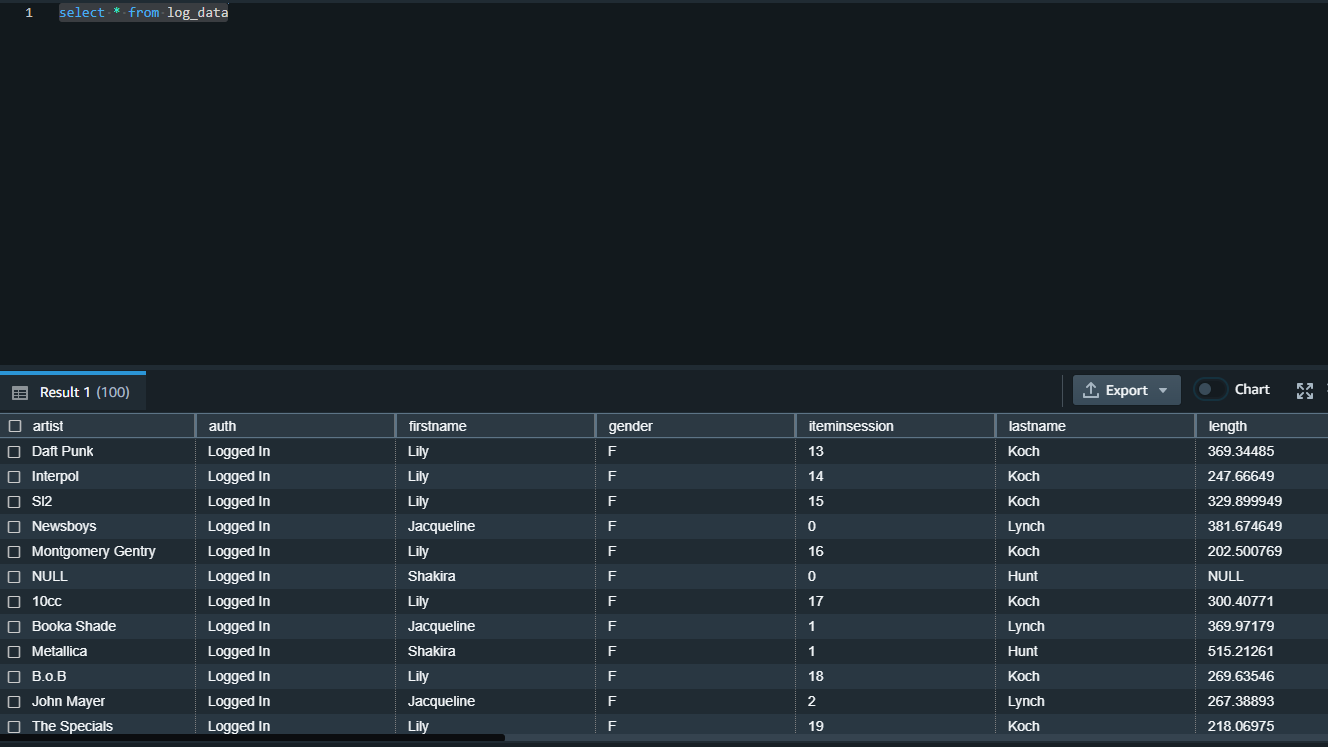 1 select * from log_data
Result 1 (100) Export Chart
artist auth firstname gender iteminsession lastname length
Daft Punk Logged In Lily F 13 Koch 369.34485
Interpol Logged In Lily F 14 Koch 247.66649
Sl2 Logged In Lily F 15 Koch 329.899949
Newsboys Logged In Jacqueline F 0 Lynch 381.674649
Montgomery Gentry Logged In Lily F 16 Koch 202.500769
NULL Logged In Shakira F 0 Hunt NULL
10cc Logged In Lily F 17 Koch 300.40771
Booka Shade Logged In Jacqueline F 1 Lynch 369.97179
Metallica Logged In Shakira F 1 Hunt 515.21261
B.o.B Logged In Lily F 18 Koch 269.63546
John Mayer Logged In Jacqueline F 2 Lynch 267.38893
The Specials Logged In Lily F 19 Koch 218.06975